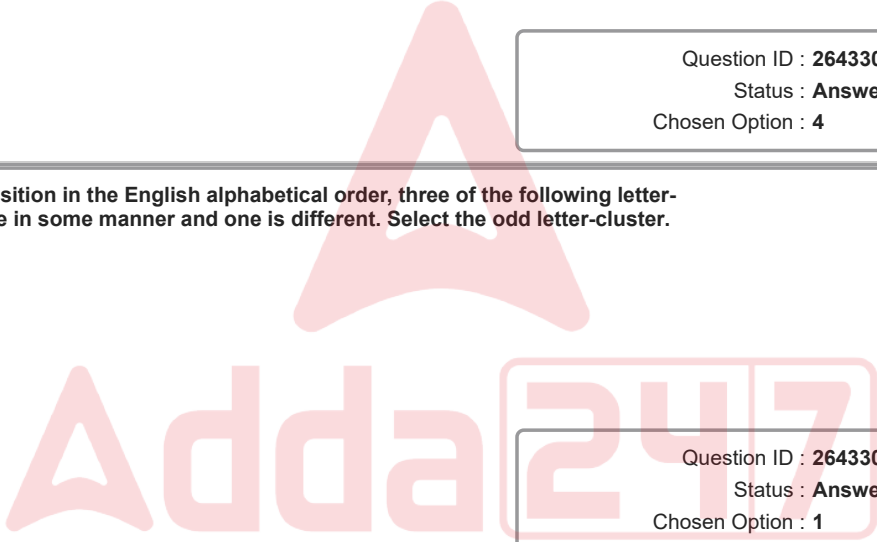 Question ID : 264330
Status : Answe
Chosen Option : 4
sition in the English alphabetical order, three of the following letter-
e in some manner and one is different. Select the odd letter-cluster.
Adda247
Question ID : 264330
Status : Answe
Chosen Option : 1